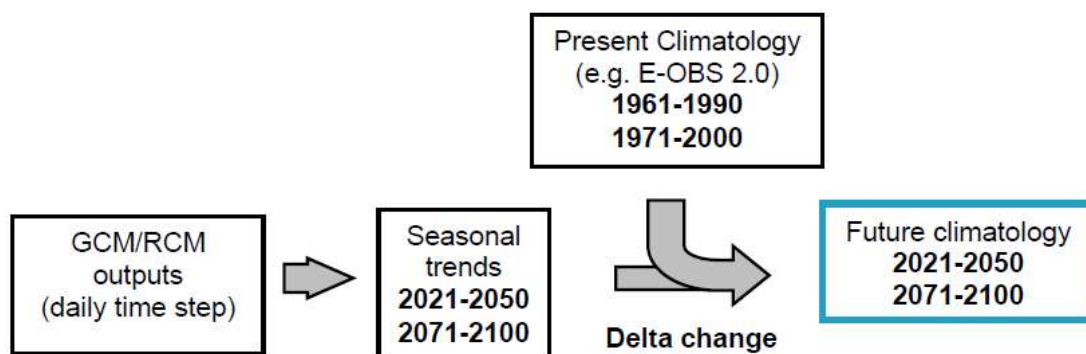 Present Climatology
(e.g. E-OBS 2.0)
1961-1990
1971-2000
GCM/RCM
outputs
(daily time step)
Seasonal
trends
2021-2050
2071-2100
Delta change
Future climatology
2021-2050
2071-2100